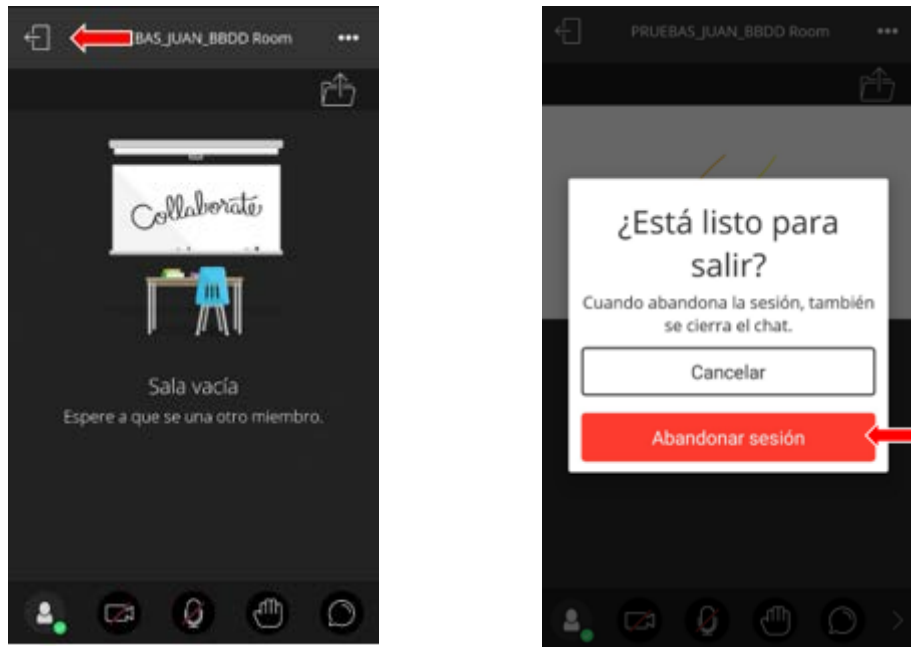 BAS_JUAN_BBDD Room
Collaborate
Sala vacía
Espere a que se una otro miembro.
PRUEBAS_JUAN_BBDD Room
¿Está listo para
salir?
Cuando abandona la sesión, también
se cierra el chat.
Cancelar
Abandonar sesión